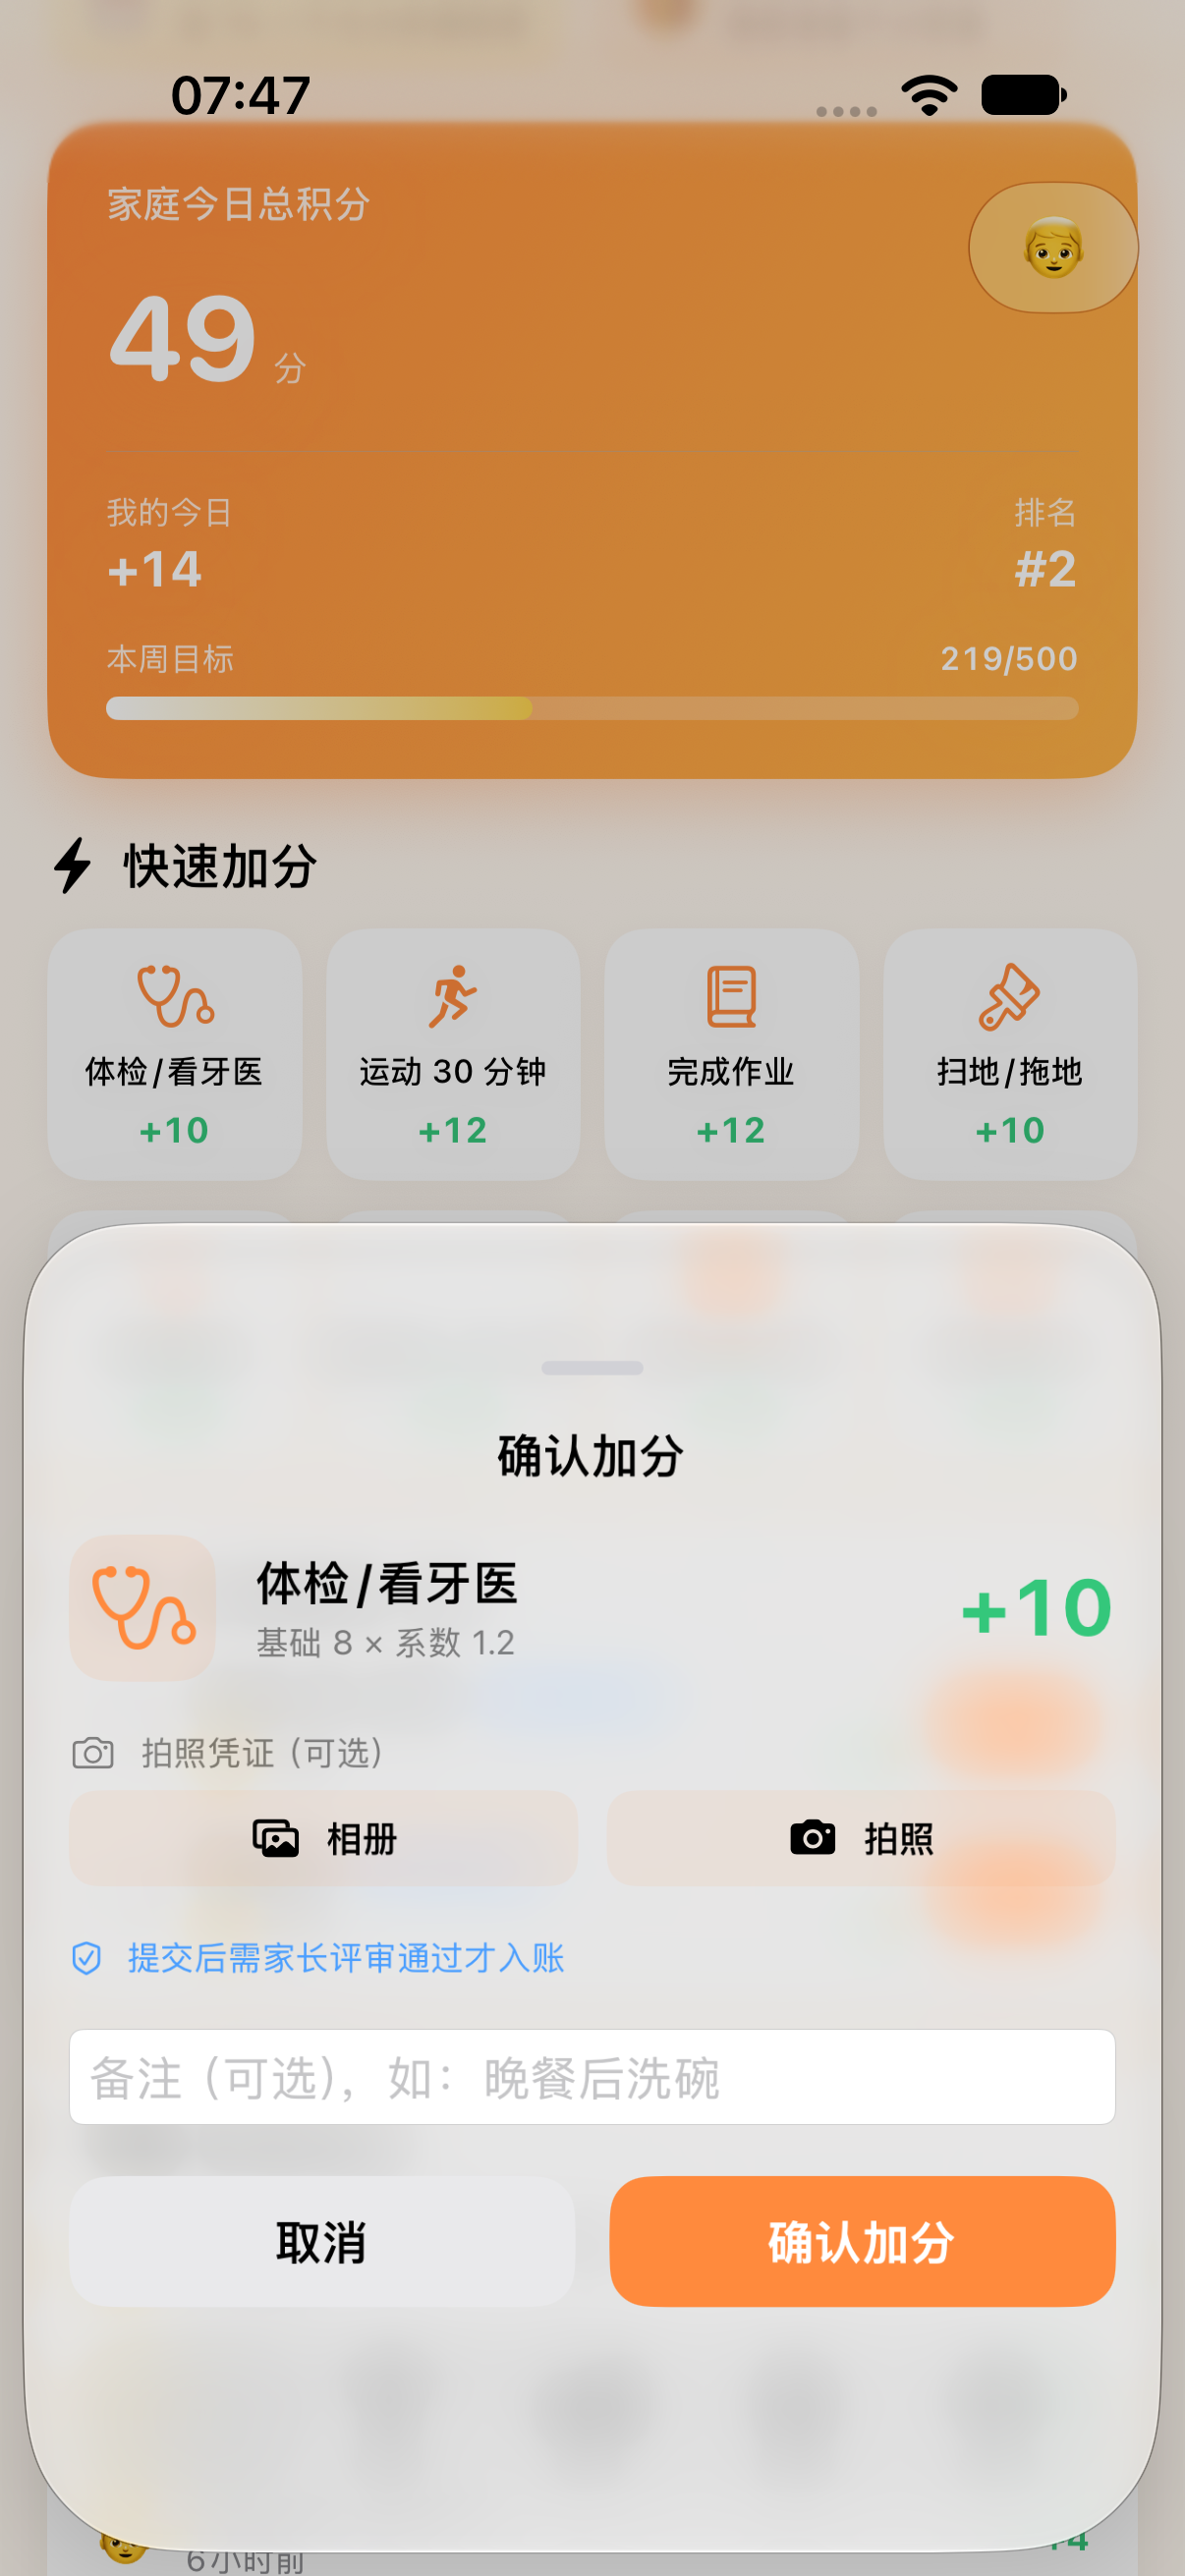 07:47
家庭今日总积分
49 分
我的今日 排名
+14 #2
本周目标 219/500
快速加分
体检/看牙医 运动 30 分钟 完成作业 扫地/拖地
+10 +12 +12 +10
确认加分
体检/看牙医 +10
基础 8 × 系数 1.2
拍照凭证（可选）
相册 拍照
提交后需家长评审通过才入账
备注（可选），如：晚餐后洗碗
取消 确认加分
6小时前